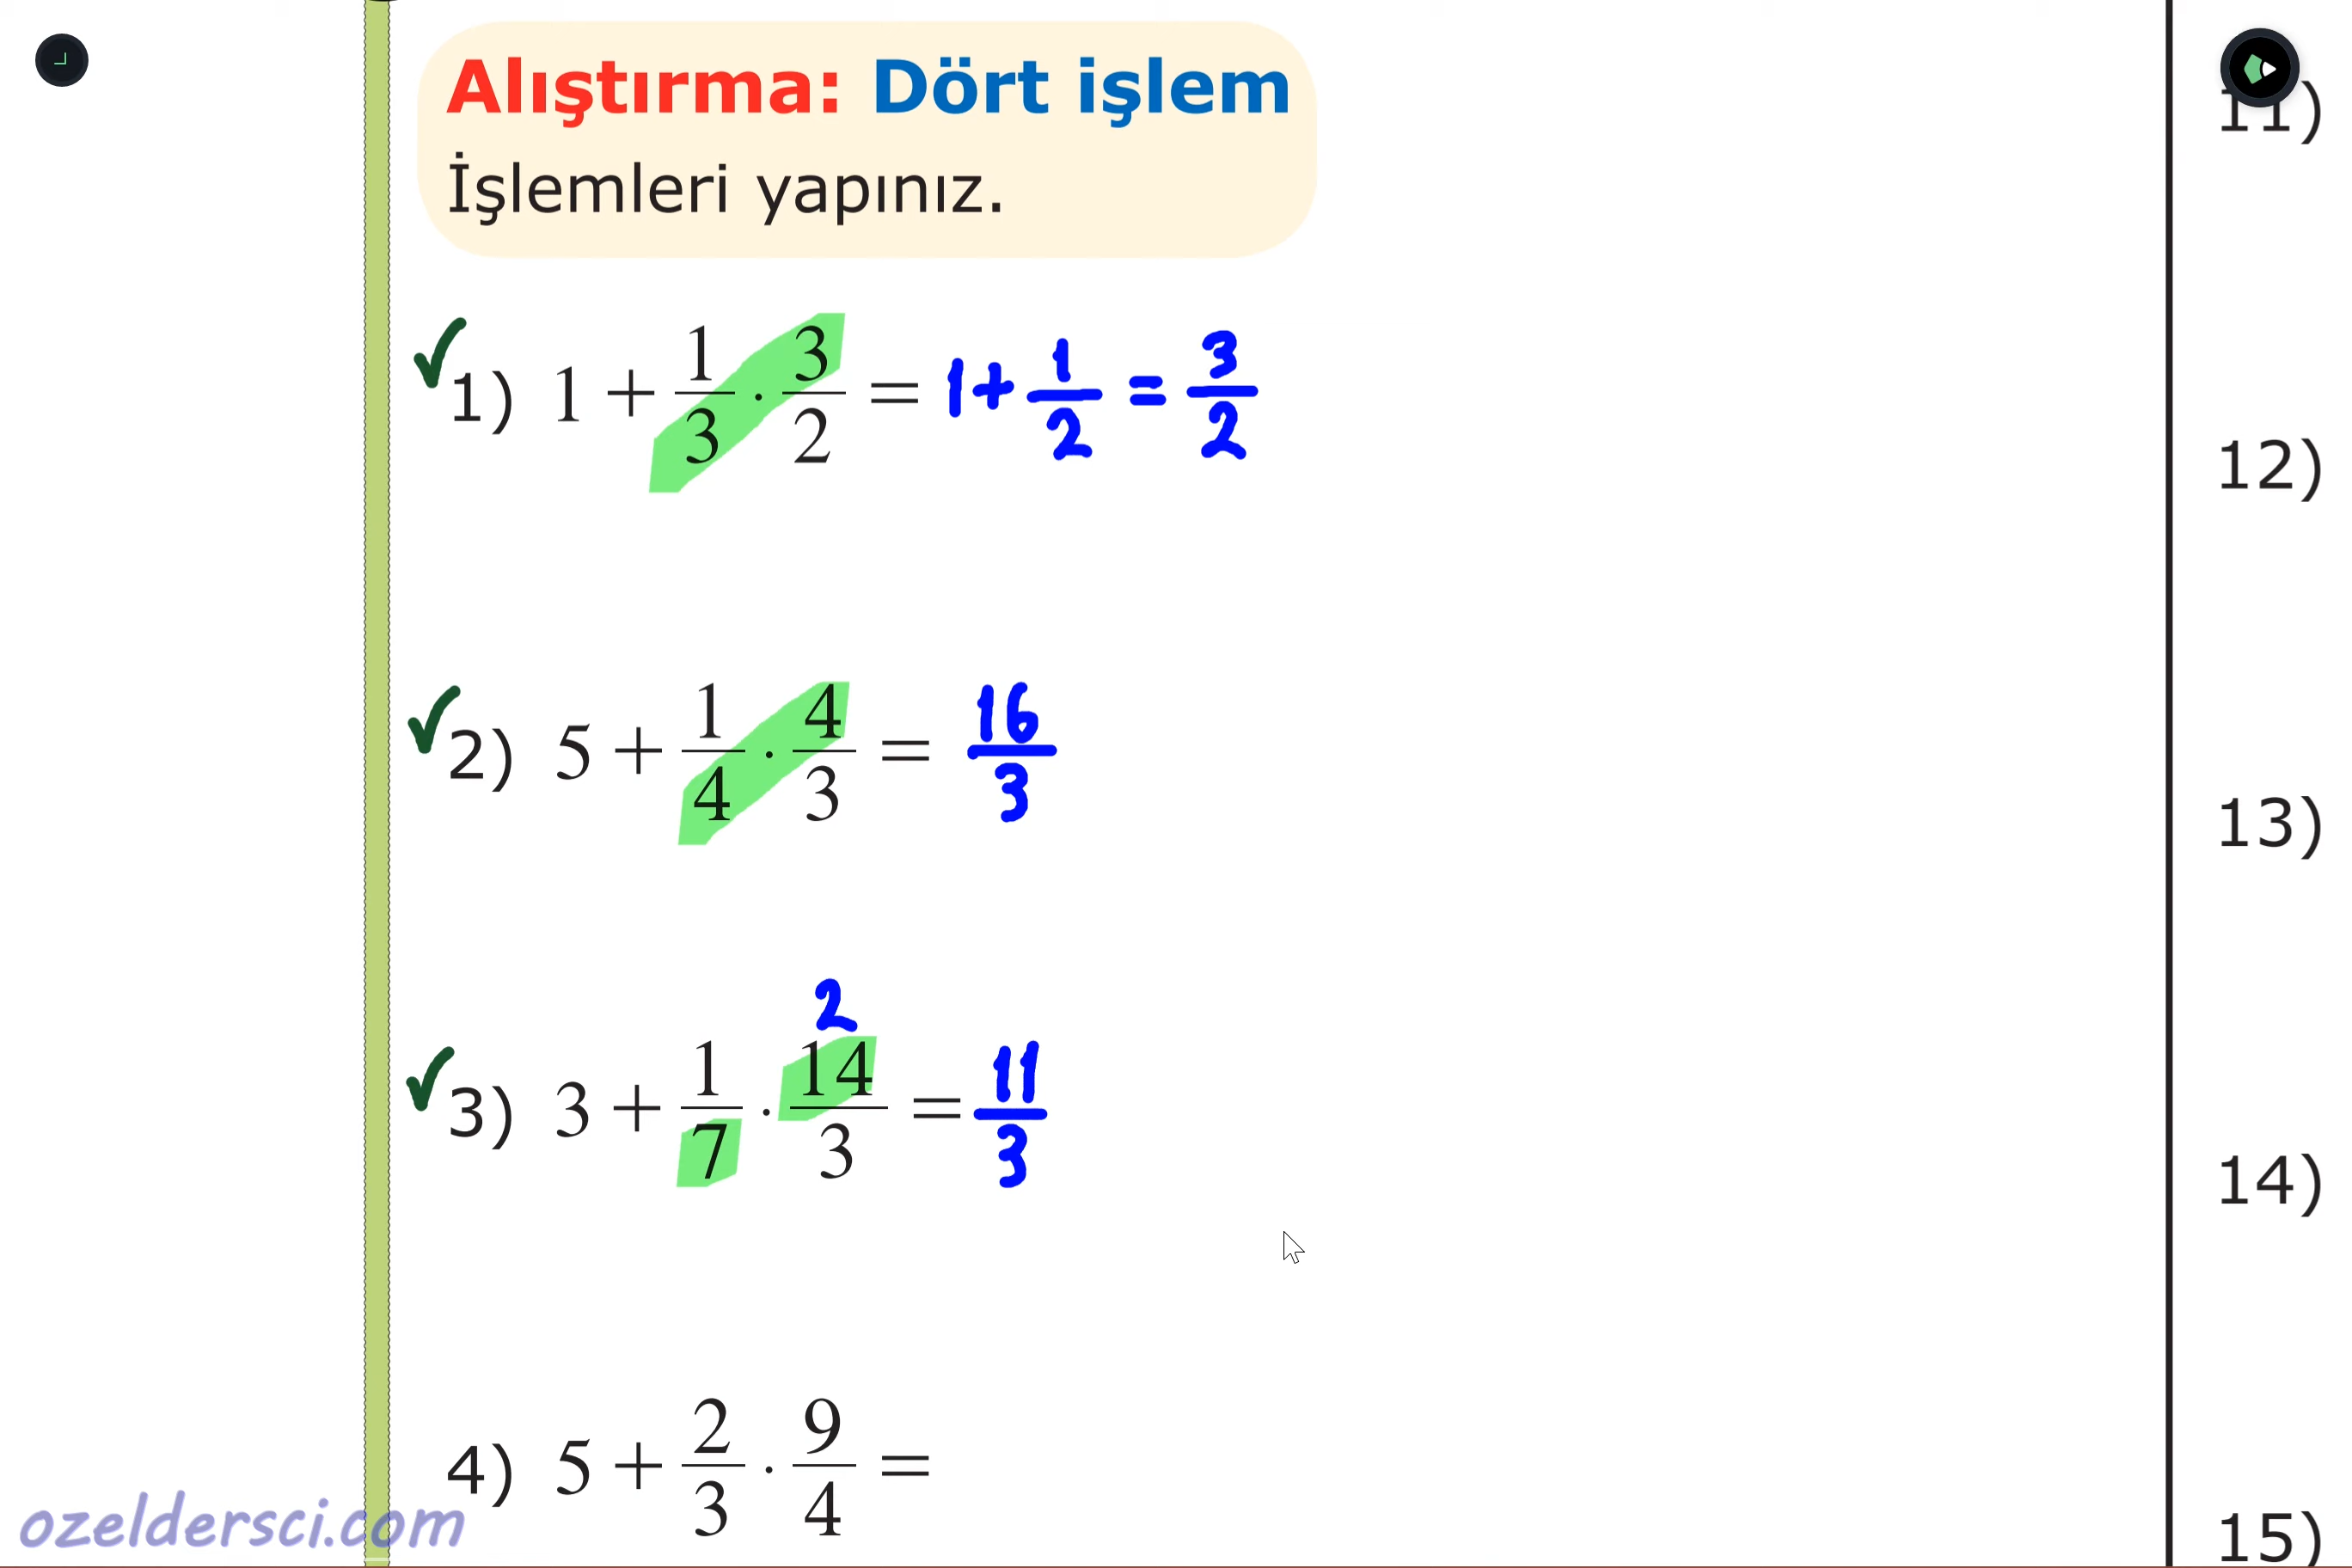 Alıştırma: Dört işlem
İşlemleri yapınız.
1) 1 + 1/3 · 3/2 = 1 + 1/2 = 3/2
2) 5 + 1/4 · 4/3 = 16/3
2
3) 3 + 1/7 · 14/3 = 11/3
4) 5 + 2/3 · 9/4 =
ozeldersci.com
11)
12)
13)
14)
15)